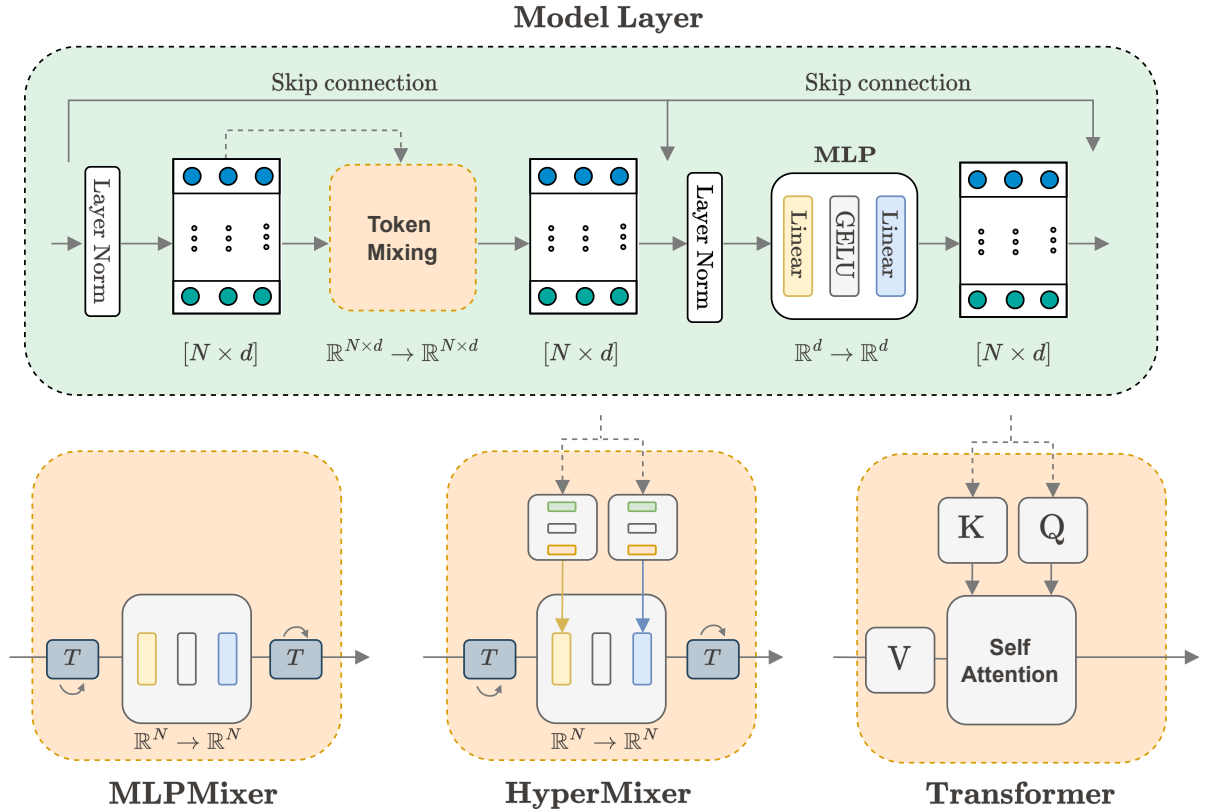 Model Layer
Skip connection
Skip connection
Layer Norm
Token
Mixing
Layer Norm
MLP
Linear
GELU
Linear
[N × d]
ℝ^{N×d} → ℝ^{N×d}
[N × d]
ℝ^d → ℝ^d
[N × d]
T
T
ℝ^N → ℝ^N
MLPMixer
T
T
ℝ^N → ℝ^N
HyperMixer
K
Q
V
Self
Attention
Transformer